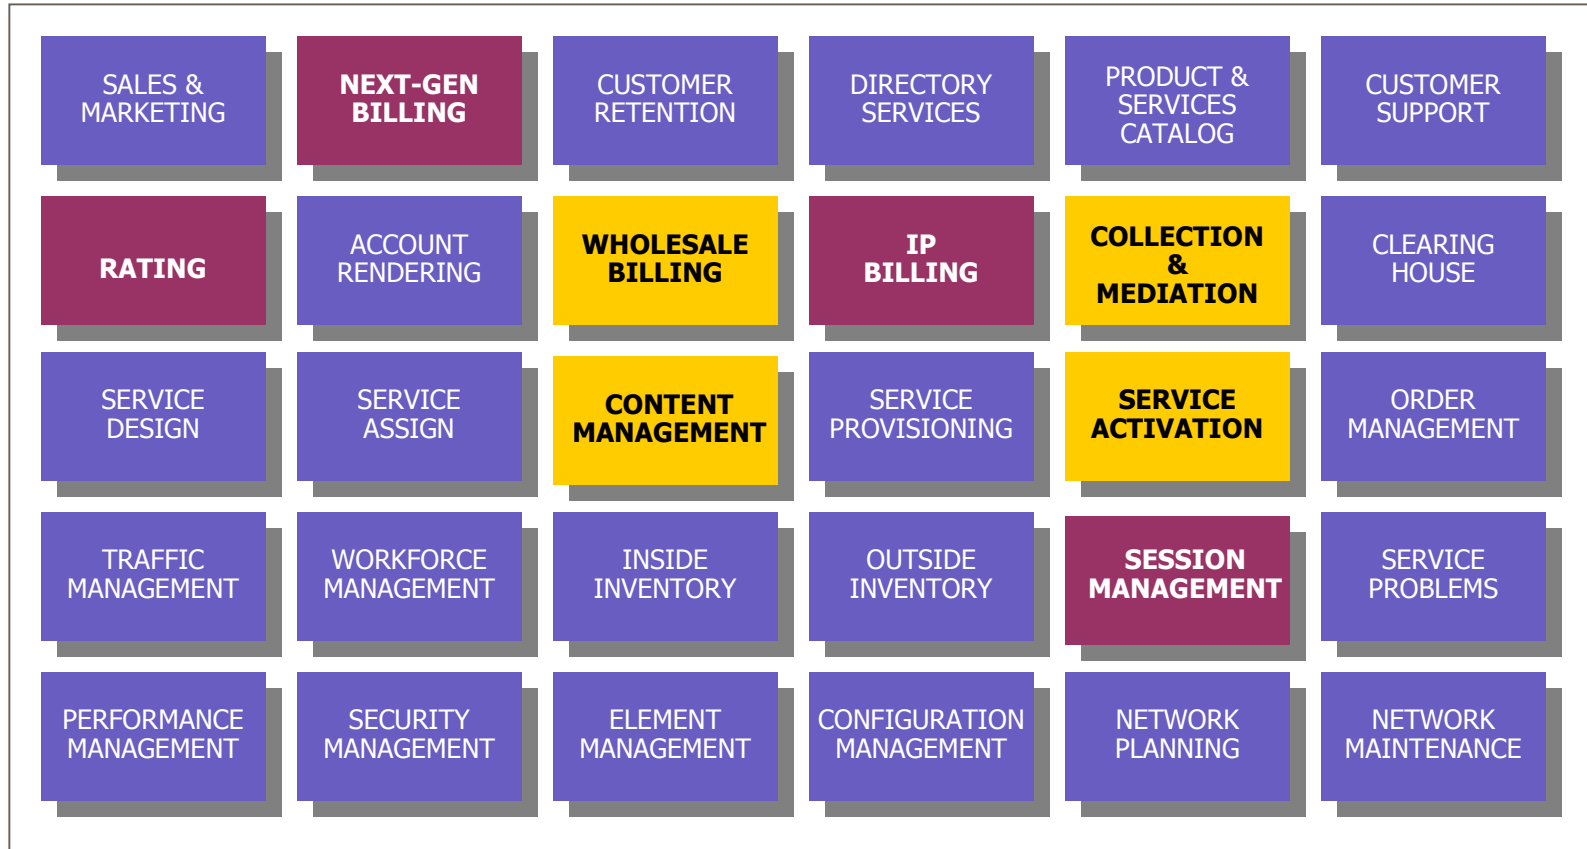 SALES &
MARKETING
NEXT-GEN
BILLING
CUSTOMER
RETENTION
DIRECTORY
SERVICES
PRODUCT &
SERVICES
CATALOG
CUSTOMER
SUPPORT
RATING
ACCOUNT
RENDERING
WHOLESALE
BILLING
IP
BILLING
COLLECTION
&
MEDIATION
CLEARING
HOUSE
SERVICE
DESIGN
SERVICE
ASSIGN
CONTENT
MANAGEMENT
SERVICE
PROVISIONING
SERVICE
ACTIVATION
ORDER
MANAGEMENT
TRAFFIC
MANAGEMENT
WORKFORCE
MANAGEMENT
INSIDE
INVENTORY
OUTSIDE
INVENTORY
SESSION
MANAGEMENT
SERVICE
PROBLEMS
PERFORMANCE
MANAGEMENT
SECURITY
MANAGEMENT
ELEMENT
MANAGEMENT
CONFIGURATION
MANAGEMENT
NETWORK
PLANNING
NETWORK
MAINTENANCE